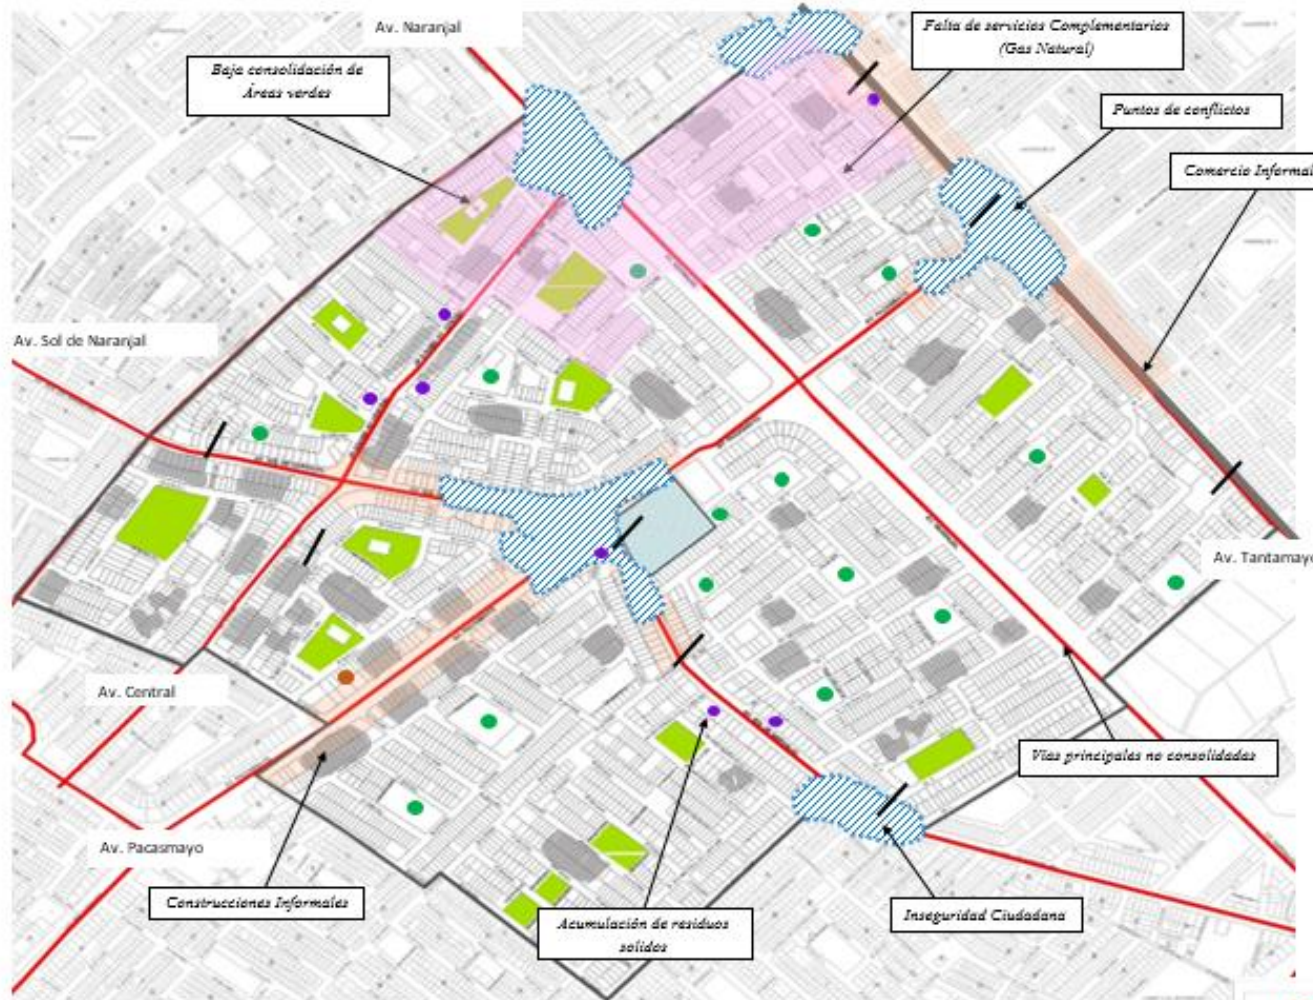 Av. Naranjal
Falta de servicios Complementarios
(Gas Natural)
Baja consolidación de
Áreas verdes
Puntos de conflictos
Comercio Informal
Av. Sol de Naranjal
Av. Tantamayo
Av. Central
Vías principales no consolidadas
Av. Pacasmayo
Construcciones Informales
Acumulación de residuos
solidos
Inseguridad Ciudadana